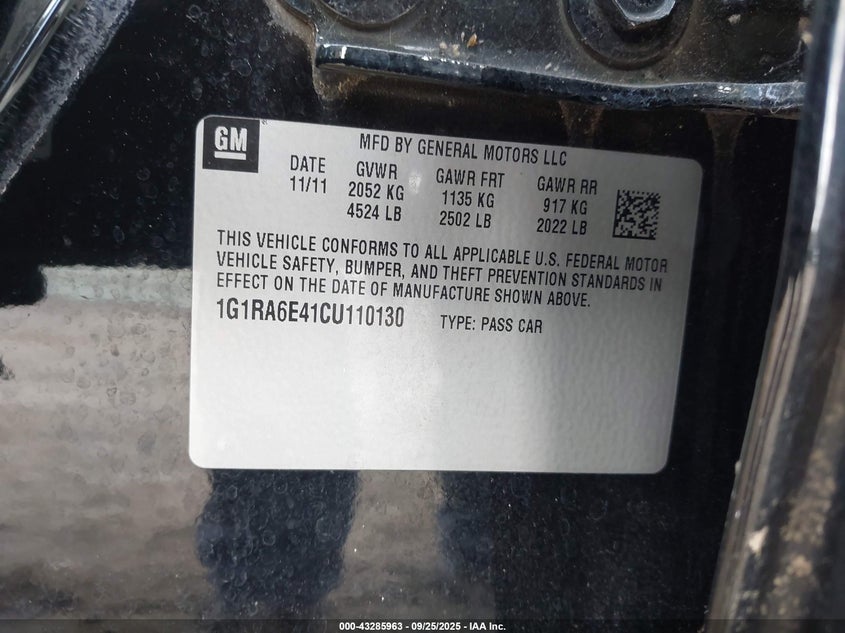 GM
MFD BY GENERAL MOTORS LLC
DATE GVWR GAWR FRT GAWR RR
11/11 2052 KG 1135 KG 917 KG
4524 LB 2502 LB 2022 LB
THIS VEHICLE CONFORMS TO ALL APPLICABLE U.S. FEDERAL MOTOR
VEHICLE SAFETY, BUMPER, AND THEFT PREVENTION STANDARDS IN
EFFECT ON THE DATE OF MANUFACTURE SHOWN ABOVE.
1G1RA6E41CU110130 TYPE: PASS CAR
000-43285963 - 09/25/2025 - IAA Inc.